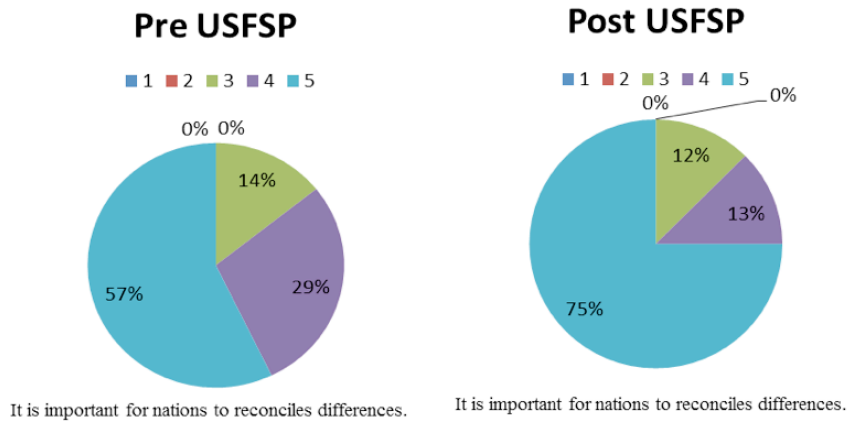 Pre USFSP
1 2 3 4 5
0% 0%
14%
29%
57%
It is important for nations to reconciles differences.
Post USFSP
1 2 3 4 5
0% 0%
12%
13%
75%
It is important for nations to reconciles differences.